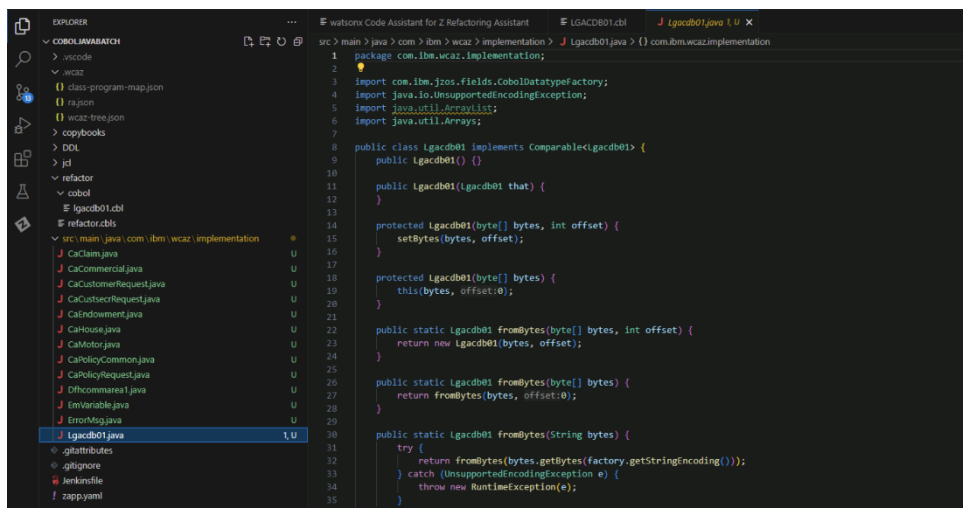 EXPLORER
COBOLJAVABATCH
> .vscode
.wcaz
{} class-program-map.json
{} ra.json
{} wcaz-tree.json
> copybooks
> DDL
> jcl
refactor
cobol
lgacdb01.cbl
refactor.cbls
src\main\java\com\ibm\wcaz\implementation
J CaClaim.java U
J CaCommercial.java U
J CaCustomerRequest.java U
J CaCustsecrRequest.java U
J CaEndowment.java U
J CaHouse.java U
J CaMotor.java U
J CaPolicyCommon.java U
J CaPolicyRequest.java U
J Dfhcommarea1.java U
J EmVariable.java U
J ErrorMsg.java U
J Lgacdb01.java 1, U
.gitattributes
.gitignore
Jenkinsfile
! zapp.yaml
watsonx Code Assistant for Z Refactoring Assistant LGACDB01.cbl J Lgacdb01.java 1, U X
src > main > java > com > ibm > wcaz > implementation > J Lgacdb01.java > {} com.ibm.wcaz.implementation
1 package com.ibm.wcaz.implementation;
2
3 import com.ibm.jzos.fields.CobolDatatypeFactory;
4 import java.io.UnsupportedEncodingException;
5 import java.util.ArrayList;
6 import java.util.Arrays;
7
8 public class Lgacdb01 implements Comparable<Lgacdb01> {
9 public Lgacdb01() {}
10
11 public Lgacdb01(Lgacdb01 that) {
12 }
13
14 protected Lgacdb01(byte[] bytes, int offset) {
15 setBytes(bytes, offset);
16 }
17
18 protected Lgacdb01(byte[] bytes) {
19 this(bytes, offset:0);
20 }
21
22 public static Lgacdb01 fromBytes(byte[] bytes, int offset) {
23 return new Lgacdb01(bytes, offset);
24 }
25
26 public static Lgacdb01 fromBytes(byte[] bytes) {
27 return fromBytes(bytes, offset:0);
28 }
29
30 public static Lgacdb01 fromBytes(String bytes) {
31 try {
32 return fromBytes(bytes.getBytes(factory.getStringEncoding()));
33 } catch (UnsupportedEncodingException e) {
34 throw new RuntimeException(e);
35 }